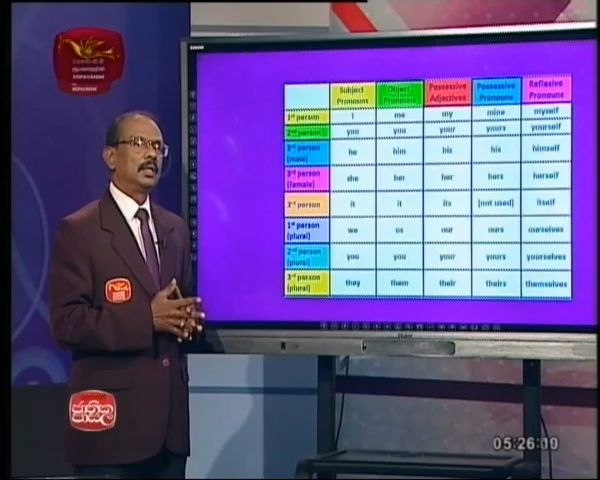 Subject Pronouns Object Pronouns Possessive Adjectives Possessive Pronouns Reflexive Pronouns
1st person I me my mine myself
2nd person you you your yours yourself
3rd person (male) he him his his himself
3rd person (female) she her her hers herself
3rd person it it its (not used) itself
1st person (plural) we us our ours ourselves
2nd person (plural) you you your yours yourselves
3rd person (plural) they them their theirs themselves
Haier
05:26:09